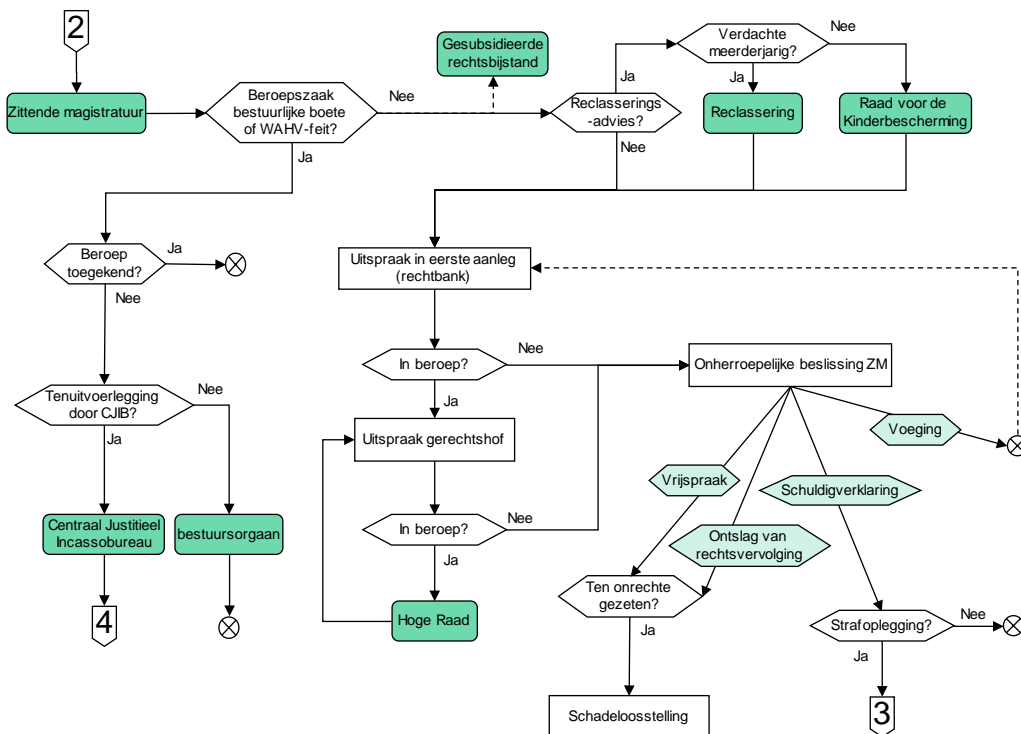 2
Zittende magistratuur
Beroepszaak
bestuurlijke boete
of WAHV-feit?
Nee
Ja
Gesubsidieerde
rechtsbijstand
Reclasserings
-advies?
Ja
Nee
Verdachte
meerderjarig?
Nee
Ja
Reclassering
Raad voor de
Kinderbescherming
Beroep
toegekend?
Ja
Nee
Uitspraak in eerste aanleg
(rechtbank)
In beroep?
Nee
Ja
Onherroepelijke beslissing ZM
Tenuitvoerlegging
door CJIB?
Nee
Ja
Uitspraak gerechtshof
Voeging
Vrijspraak
Schuldigverklaring
Centraal Justitieel
Incassobureau
bestuursorgaan
In beroep?
Nee
Ja
Ontslag van
rechtsvervolging
Ten onrechte
gezeten?
Ja
4
Hoge Raad
Strafoplegging?
Nee
Ja
Schadeloosstelling
3